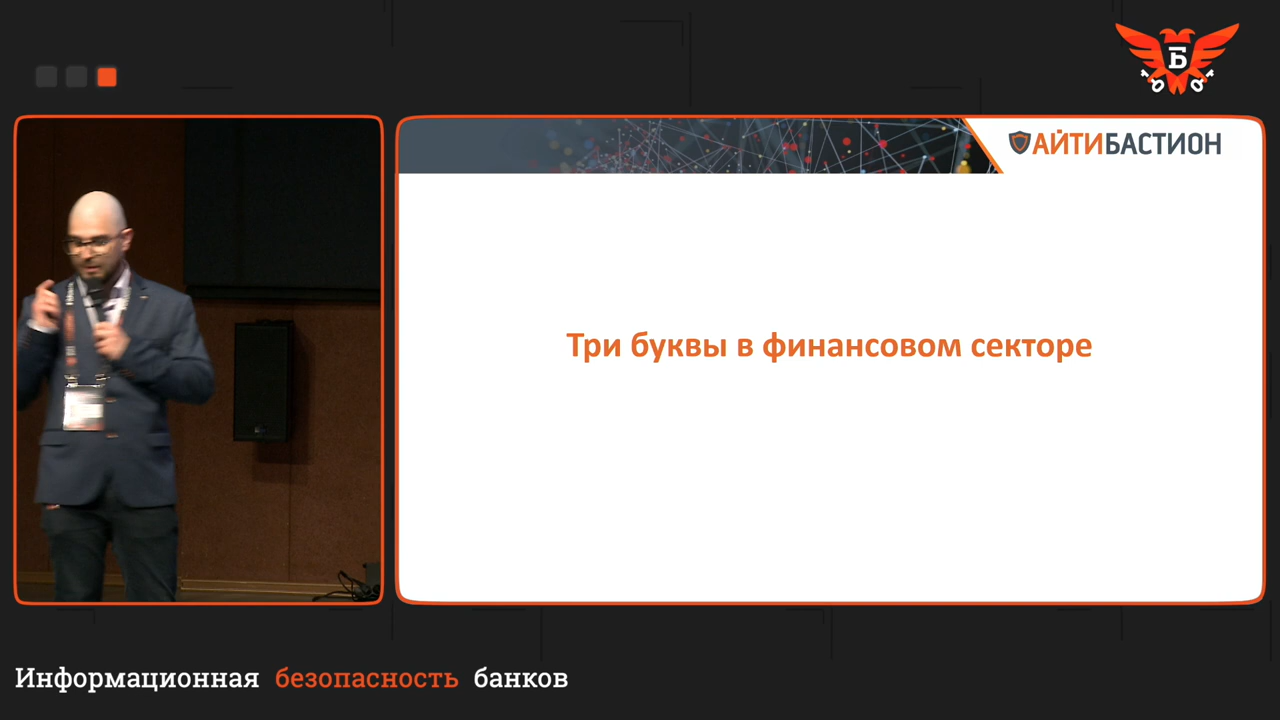 Б
АЙТИБАСТИОН
Три буквы в финансовом секторе
Информационная безопасность банков